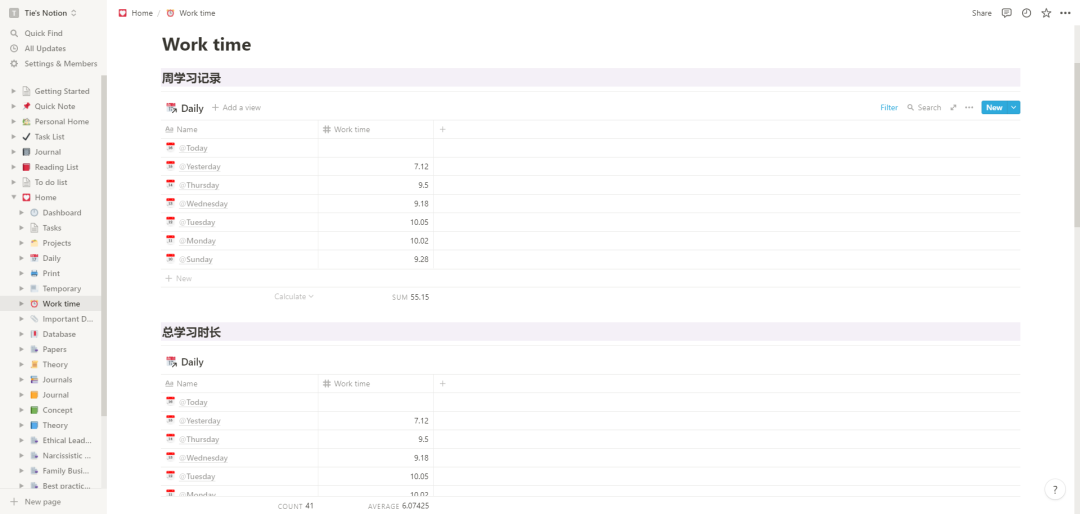 Tie's Notion
Quick Find
All Updates
Settings & Members
Getting Started
Quick Note
Personal Home
Task List
Journal
Reading List
To do list
Home
Dashboard
Tasks
Projects
Daily
Print
Temporary
Work time
Important D...
Database
Papers
Theory
Journals
Journal
Concept
Theory
Ethical Lead...
Narcissistic ...
Family Busi...
Best practic...
+ New page
Home / Work time
Share
Work time
周学习记录
Daily + Add a view Filter Search New
Name Work time +
@Today
@Yesterday 7.12
@Thursday 9.5
@Wednesday 9.18
@Tuesday 10.05
@Monday 10.02
@Sunday 9.28
+ New
Calculate SUM 55.15
总学习时长
Daily
Name Work time +
@Today
@Yesterday 7.12
@Thursday 9.5
@Wednesday 9.18
@Tuesday 10.05
@Monday 10.02
COUNT 41 AVERAGE 6.07425
?